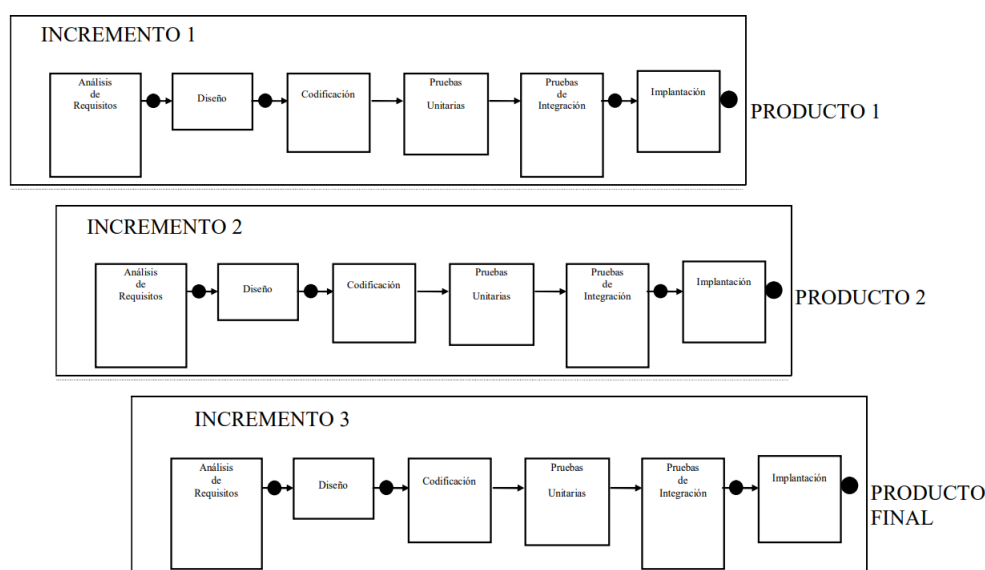 INCREMENTO 1
Análisis
de
Requisitos
Diseño
Codificación
Pruebas
Unitarias
Pruebas
de
Integración
Implantación
PRODUCTO 1
INCREMENTO 2
Análisis
de
Requisitos
Diseño
Codificación
Pruebas
Unitarias
Pruebas
de
Integración
Implantación
PRODUCTO 2
INCREMENTO 3
Análisis
de
Requisitos
Diseño
Codificación
Pruebas
Unitarias
Pruebas
de
Integración
Implantación
PRODUCTO
FINAL